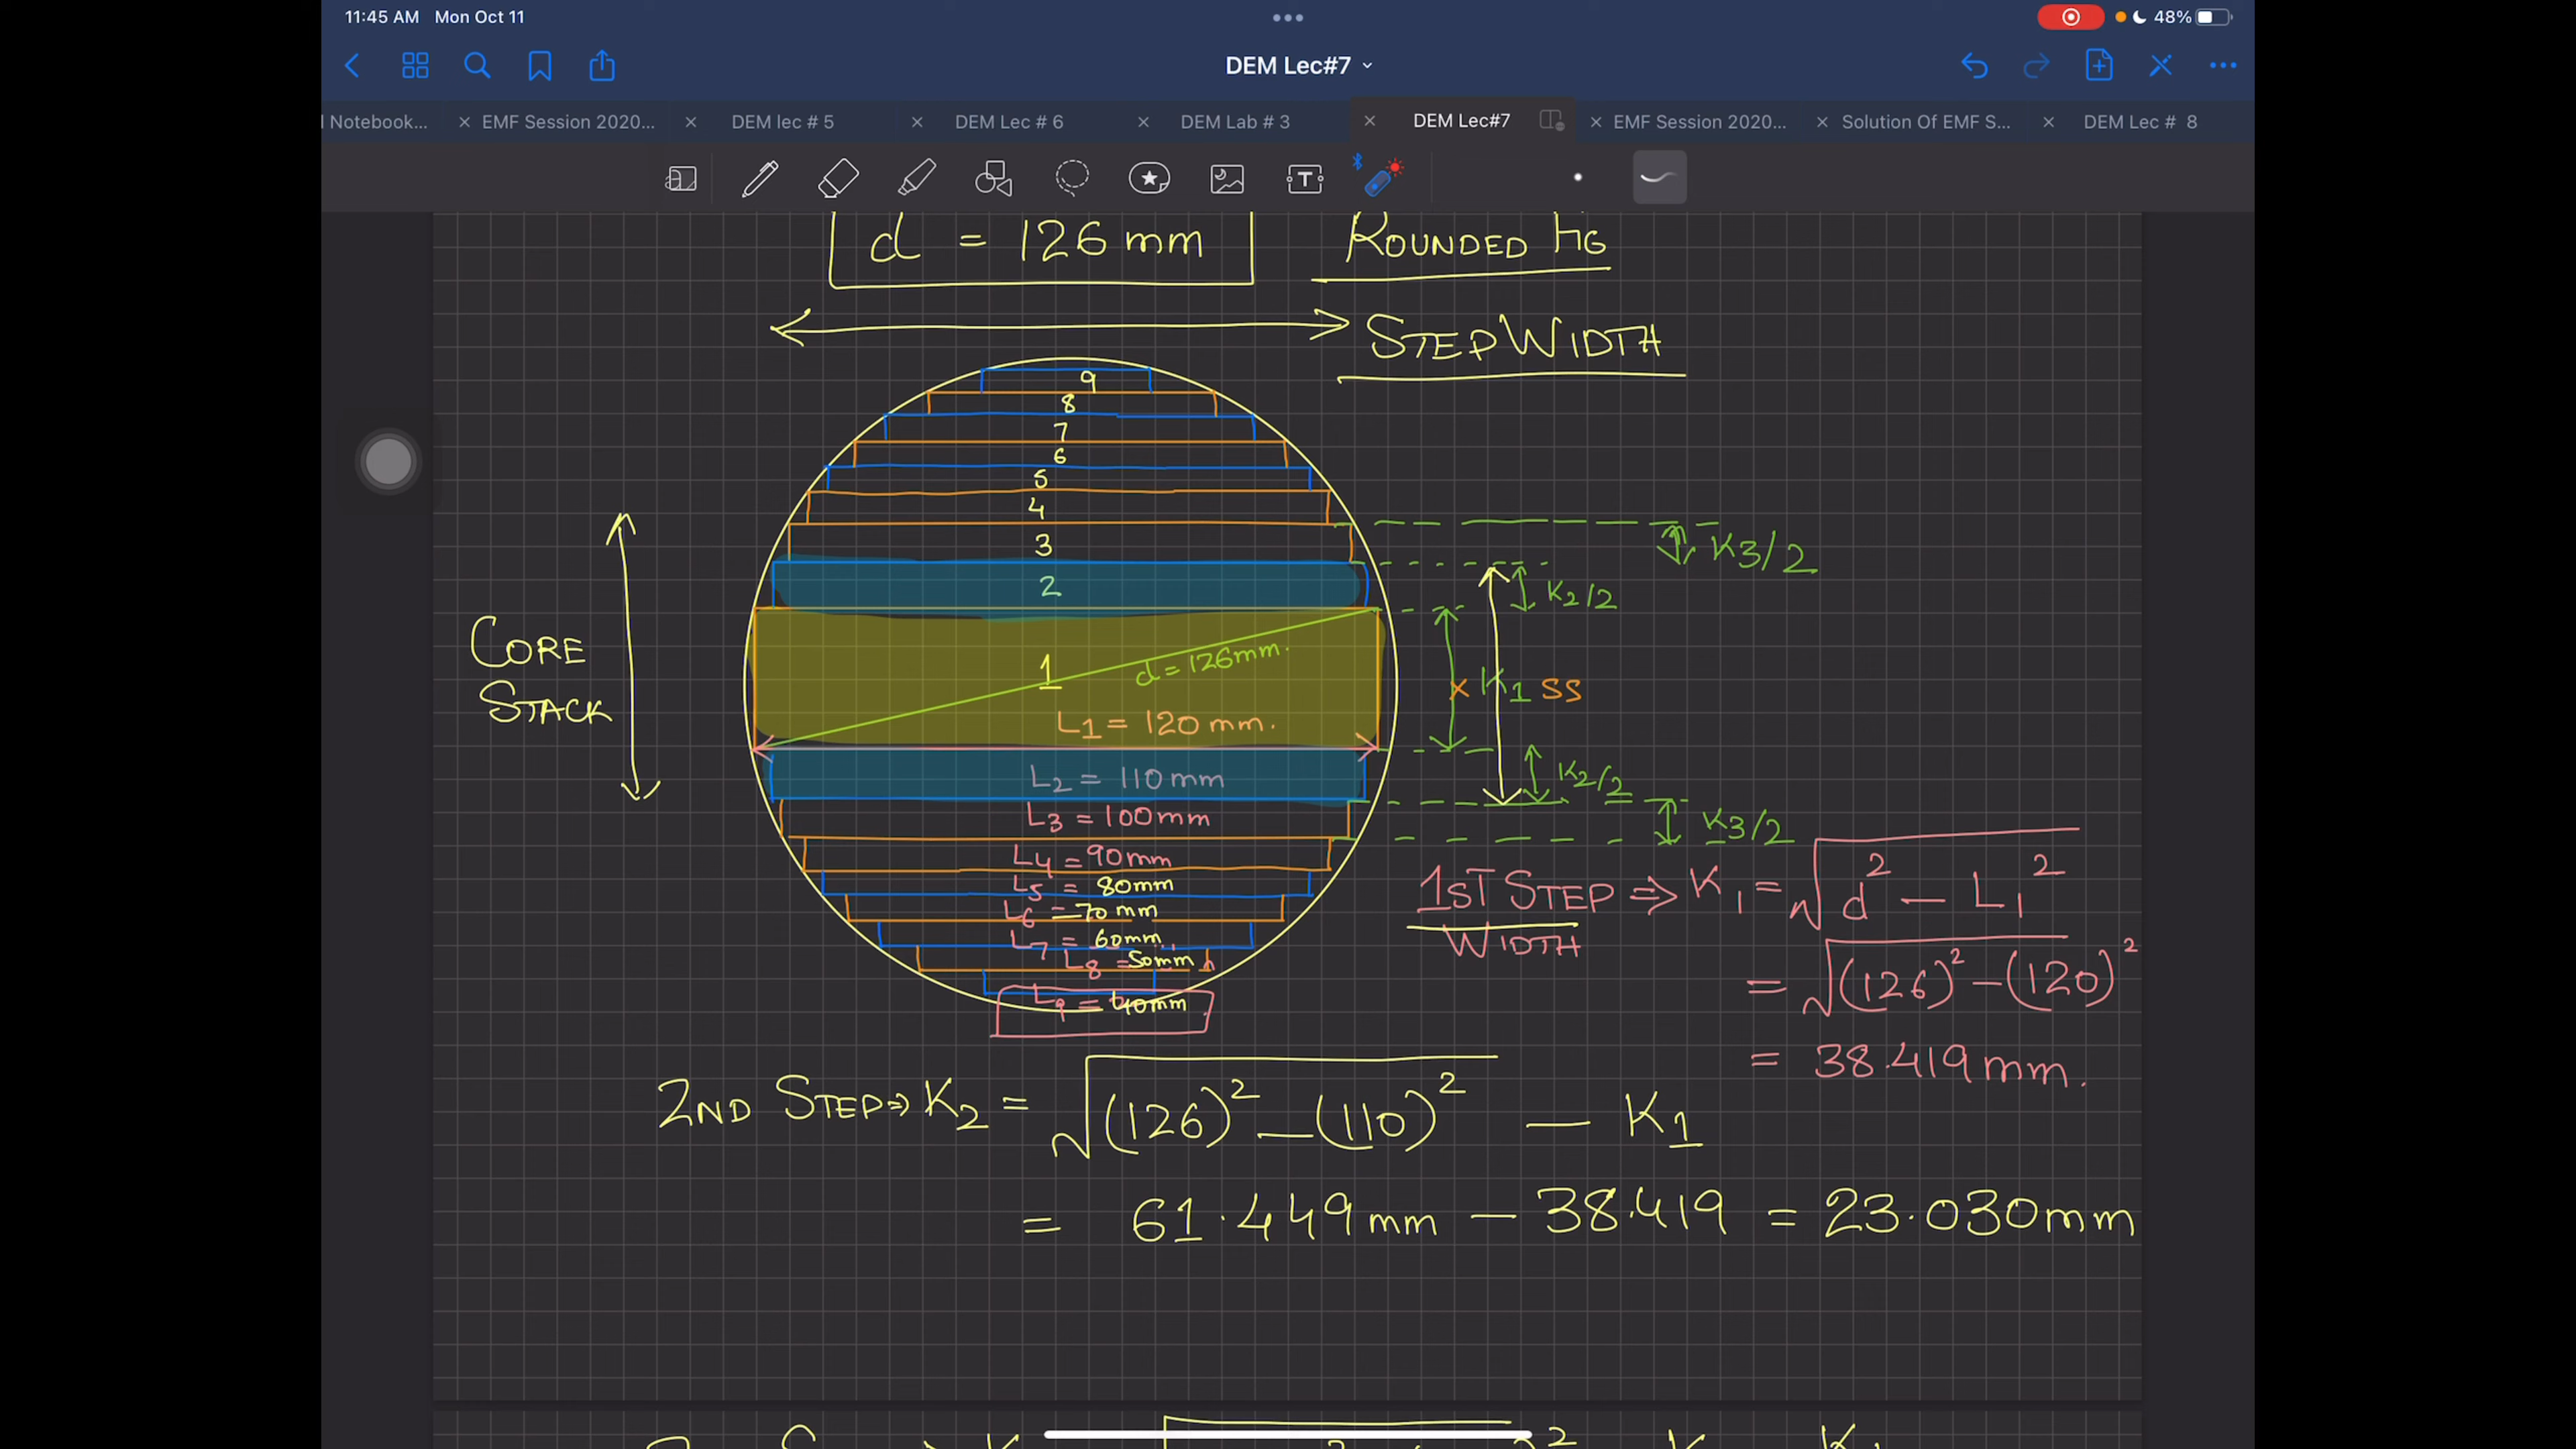 11:45 AM Mon Oct 11
48%
DEM Lec#7
l Notebook...
EMF Session 2020...
DEM lec # 5
DEM Lec # 6
DEM Lab # 3
DEM Lec#7
EMF Session 2020...
Solution Of EMF S...
DEM Lec # 8
d = 126 mm
ROUNDED FIG
STEP WIDTH
9
8
7
6
5
4
3
2
1
K3/2
K2/2
d = 126mm.
x K1 SS
L1 = 120 mm.
CORE
STACK
L2 = 110 mm
K2/2
L3 = 100mm
K3/2
L4 = 90mm
L5 = 80mm
L6 = 70 mm
L7 = 60mm
L8 = 50mm
L9 = 40mm
1ST STEP ⇒ K1 = √d² - L1²
WIDTH
= √(126)² - (120)²
= 38.419 mm.
2ND STEP ⇒ K2 = √(126)² - (110)² - K1
= 61.449 mm - 38.419 = 23.030mm